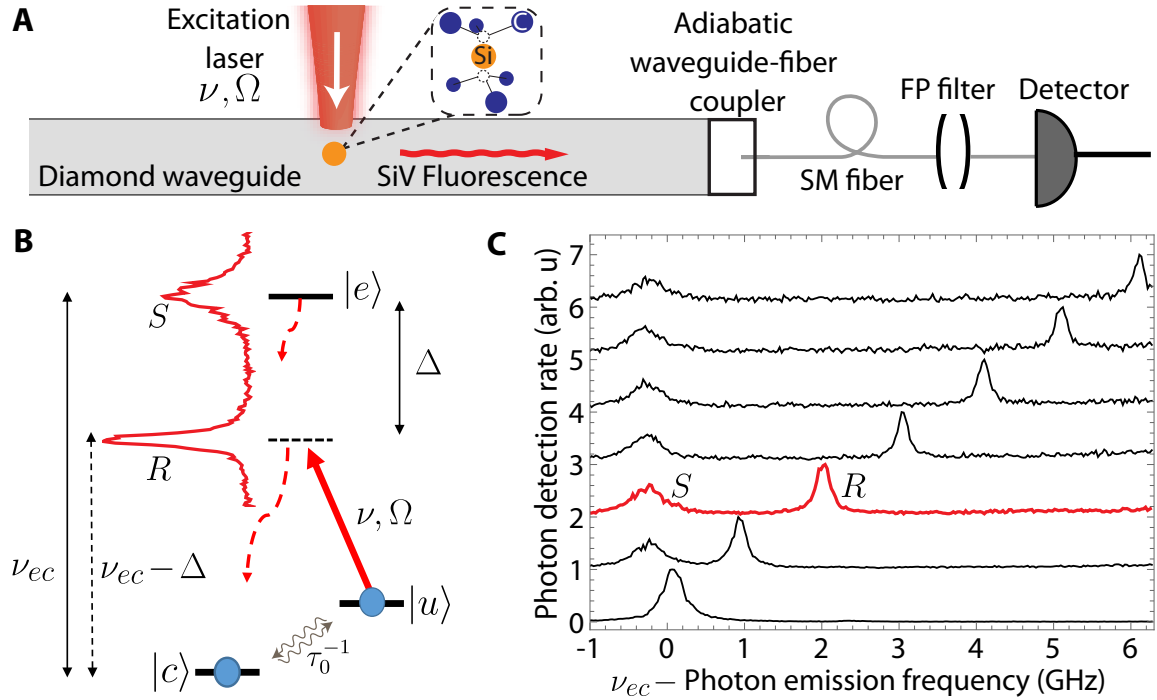 A
Excitation
laser
ν, Ω
Si
C
Adiabatic
waveguide-fiber
coupler
FP filter
Detector
Diamond waveguide
SiV Fluorescence
SM fiber
B
S
|e⟩
Δ
R
ν, Ω
ν_ec
ν_ec − Δ
|u⟩
τ_0^{-1}
|c⟩
C
Photon detection rate (arb. u)
7
6
5
4
3
2
1
0
S
R
-1 0 1 2 3 4 5 6
ν_ec − Photon emission frequency (GHz)